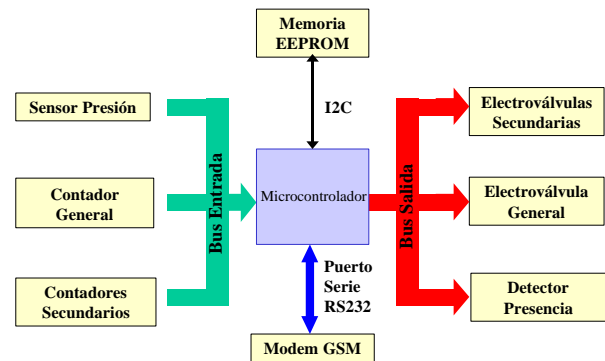 Memoria
EEPROM
I2C
Sensor Presión
Contador
General
Contadores
Secundarios
Bus Entrada
Microcontrolador
Puerto
Serie
RS232
Modem GSM
Bus Salida
Electroválvulas
Secundarias
Electroválvula
General
Detector
Presencia